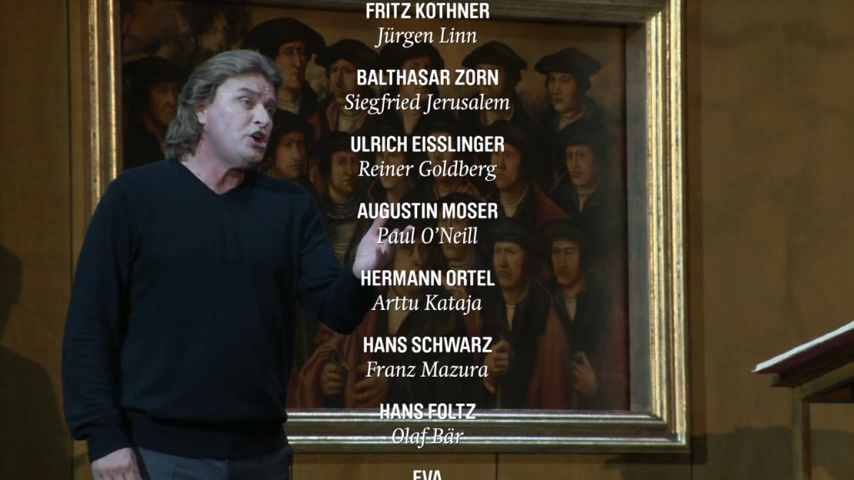 FRITZ KOTHNER
Jürgen Linn
BALTHASAR ZORN
Siegfried Jerusalem
ULRICH EISSLINGER
Reiner Goldberg
AUGUSTIN MOSER
Paul O'Neill
HERMANN ORTEL
Arttu Kataja
HANS SCHWARZ
Franz Mazura
HANS FOLTZ
Olaf Bär
EVA